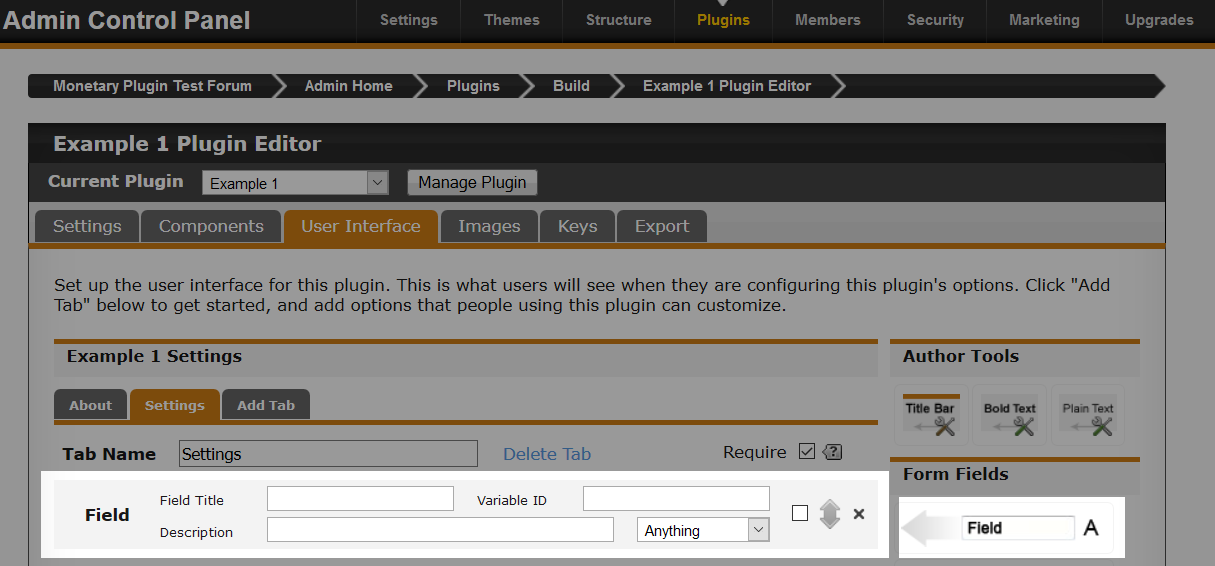 Admin Control Panel Settings Themes Structure Plugins Members Security Marketing Upgrades
Monetary Plugin Test Forum Admin Home Plugins Build Example 1 Plugin Editor
Example 1 Plugin Editor
Current Plugin Example 1 Manage Plugin
Settings Components User Interface Images Keys Export
Set up the user interface for this plugin. This is what users will see when they are configuring this plugin's options. Click "Add
Tab" below to get started, and add options that people using this plugin can customize.
Example 1 Settings Author Tools
About Settings Add Tab Title Bar Bold Text Plain Text
Tab Name Settings Delete Tab Require ?
Form Fields
Field Field Title Variable ID
Description Anything
Field A